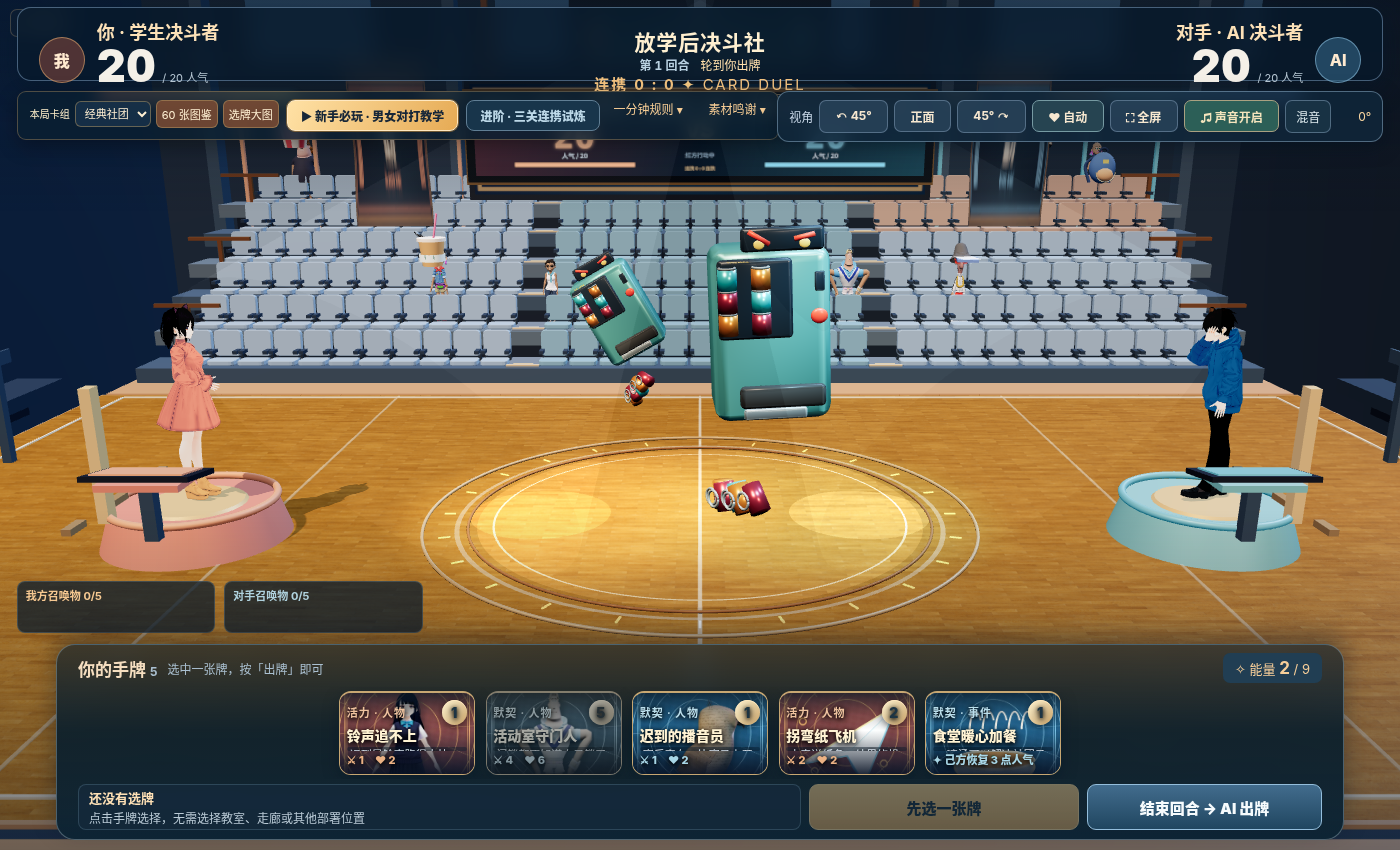 我
你 · 学生决斗者
20 / 20 人气
放学后决斗社
第 1 回合 轮到你出牌
连携 0 : 0 ✦ CARD DUEL
对手 · AI 决斗者
20 / 20 人气
AI
本局卡组
经典社团
60 张图鉴
选牌大图
▶ 新手必玩 · 男女对打教学
进阶 · 三关连携试炼
一分钟规则 ▾
素材鸣谢 ▾
视角
↶ 45°
正面
45° ↷
♥ 自动
⛶ 全屏
♫ 声音开启
混音
0°
20
人气 / 20
20
人气 / 20
我方召唤物 0/5
对手召唤物 0/5
你的手牌 5 选中一张牌，按「出牌」即可
✧ 能量 2 / 9
活力 · 人物 1
铃声追不上
⚔ 1 ♥ 2
默契 · 人物 5
活动室守门人
⚔ 4 ♥ 6
默契 · 人物 1
迟到的播音员
⚔ 1 ♥ 2
活力 · 人物 2
拐弯纸飞机
⚔ 2 ♥ 2
默契 · 事件 1
食堂暖心加餐
✦ 己方恢复 3 点人气
还没有选牌
点击手牌选择，无需选择教室、走廊或其他部署位置
先选一张牌
结束回合 → AI 出牌